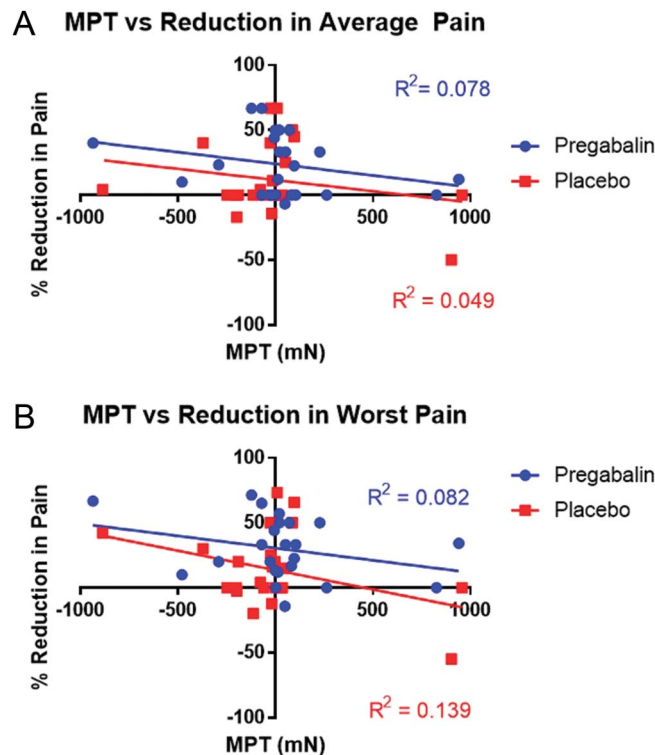 A
MPT vs Reduction in Average Pain
100
R²= 0.078
50
Pregabalin
Placebo
% Reduction in Pain
-1000 -500 500 1000
-50
R² = 0.049
-100
MPT (mN)
B
MPT vs Reduction in Worst Pain
100
Pregabalin
R² = 0.082
Placebo
50
% Reduction in Pain
-1000 -500 0 500 1000
-50
R² = 0.139
-100
MPT (mN)